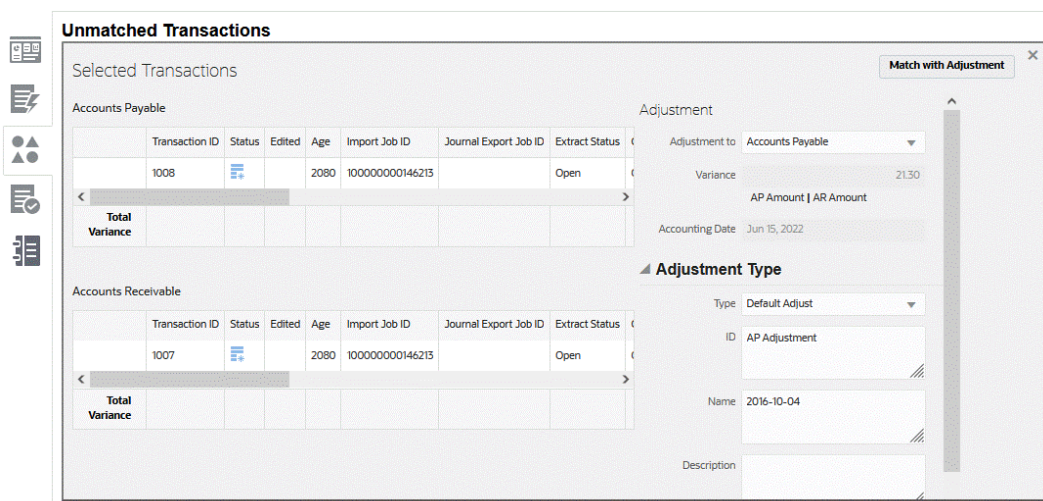 Unmatched Transactions
Selected Transactions
Match with Adjustment
Accounts Payable
Transaction ID Status Edited Age Import Job ID Journal Export Job ID Extract Status
1008 2080 100000000146213 Open
Total
Variance
Accounts Receivable
Transaction ID Status Edited Age Import Job ID Journal Export Job ID Extract Status
1007 2080 100000000146213 Open
Total
Variance
Adjustment
Adjustment to Accounts Payable
Variance 21.30
AP Amount | AR Amount
Accounting Date Jun 15, 2022
Adjustment Type
Type Default Adjust
ID AP Adjustment
Name 2016-10-04
Description